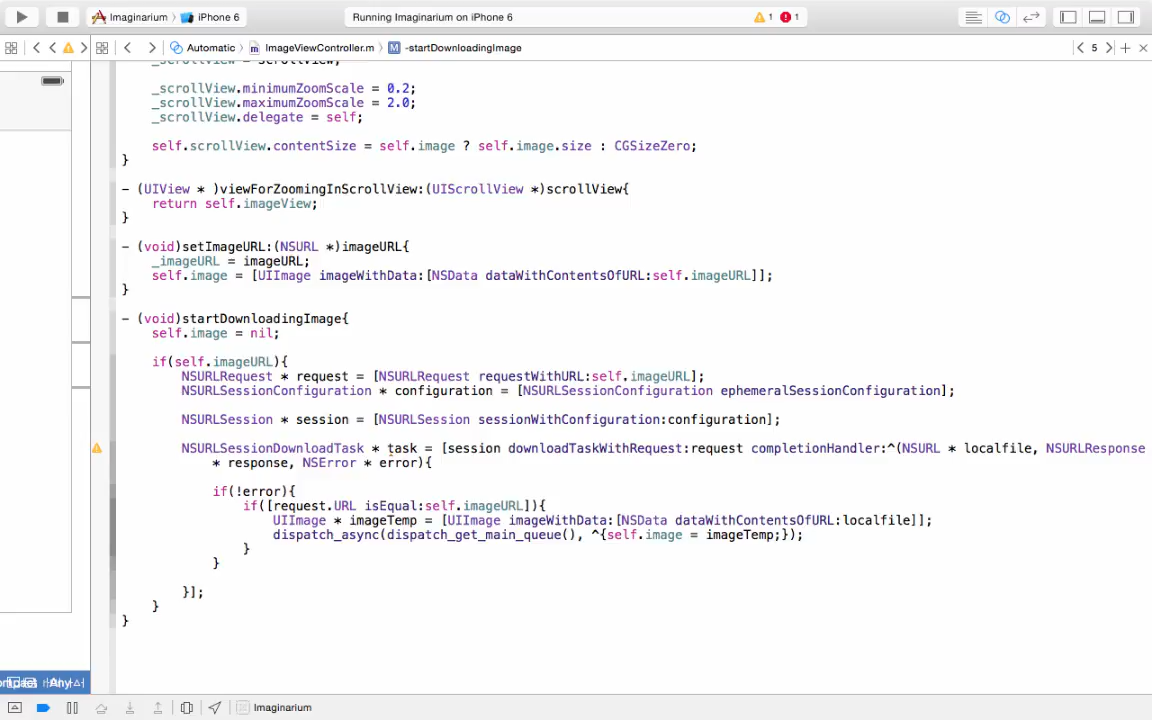 Imaginarium › iPhone 6
Running Imaginarium on iPhone 6
1 1
Automatic › ImageViewController.m › M -startDownloadingImage
5
_scrollView = scrollView;
_scrollView.minimumZoomScale = 0.2;
_scrollView.maximumZoomScale = 2.0;
_scrollView.delegate = self;
self.scrollView.contentSize = self.image ? self.image.size : CGSizeZero;
}
- (UIView * )viewForZoomingInScrollView:(UIScrollView *)scrollView{
return self.imageView;
}
- (void)setImageURL:(NSURL *)imageURL{
_imageURL = imageURL;
self.image = [UIImage imageWithData:[NSData dataWithContentsOfURL:self.imageURL]];
}
- (void)startDownloadingImage{
self.image = nil;
if(self.imageURL){
NSURLRequest * request = [NSURLRequest requestWithURL:self.imageURL];
NSURLSessionConfiguration * configuration = [NSURLSessionConfiguration ephemeralSessionConfiguration];
NSURLSession * session = [NSURLSession sessionWithConfiguration:configuration];
NSURLSessionDownloadTask * task = [session downloadTaskWithRequest:request completionHandler:^(NSURL * localfile, NSURLResponse
* response, NSError * error){
if(!error){
if([request.URL isEqual:self.imageURL]){
UIImage * imageTemp = [UIImage imageWithData:[NSData dataWithContentsOfURL:localfile]];
dispatch_async(dispatch_get_main_queue(), ^{self.image = imageTemp;});
}
}
}];
}
}
Imaginarium